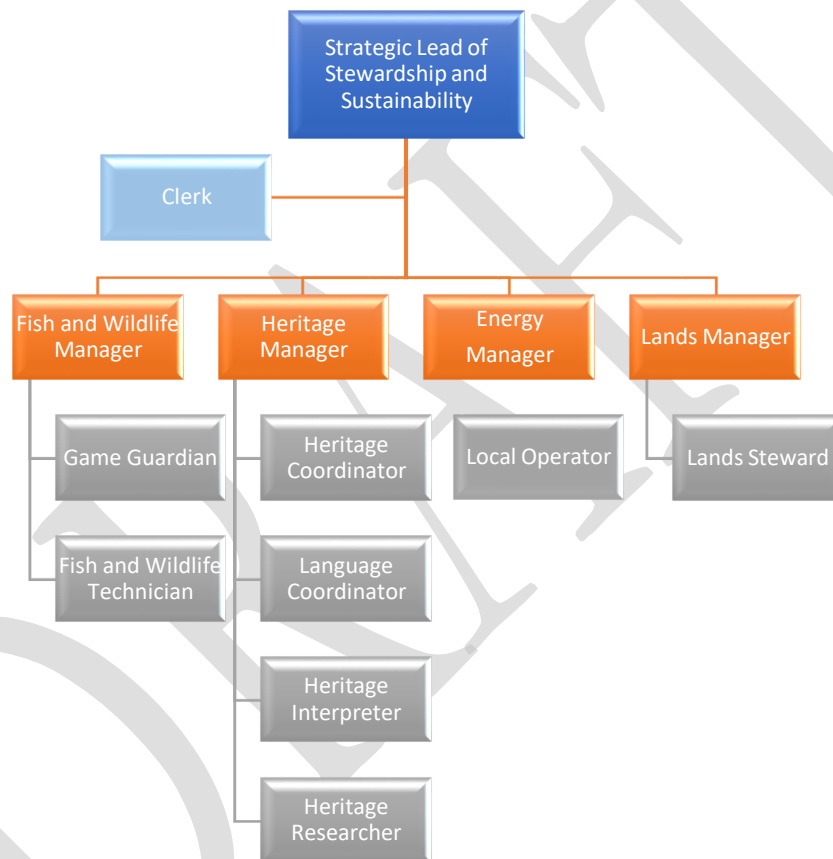 Strategic Lead of
Stewardship and
Sustainability
Clerk
Fish and Wildlife
Manager
Heritage
Manager
Energy
Manager
Lands Manager
Game Guardian
Heritage
Coordinator
Local Operator
Lands Steward
Fish and Wildlife
Technician
Language
Coordinator
Heritage
Interpreter
Heritage
Researcher
DRAFT